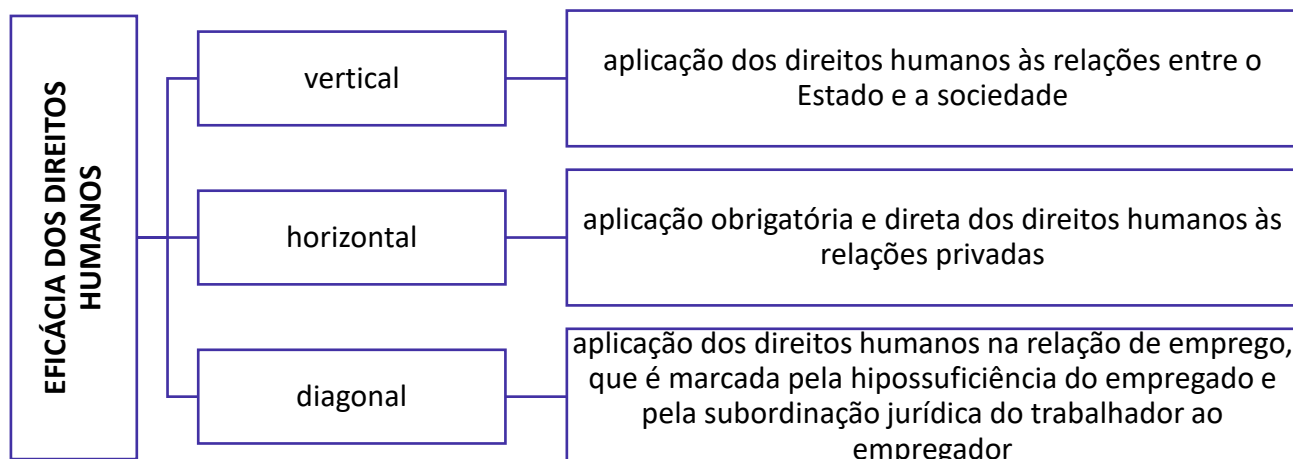 EFICÁCIA DOS DIREITOS
HUMANOS
vertical
aplicação dos direitos humanos às relações entre o
Estado e a sociedade
horizontal
aplicação obrigatória e direta dos direitos humanos às
relações privadas
diagonal
aplicação dos direitos humanos na relação de emprego,
que é marcada pela hipossuficiência do empregado e
pela subordinação jurídica do trabalhador ao
empregador